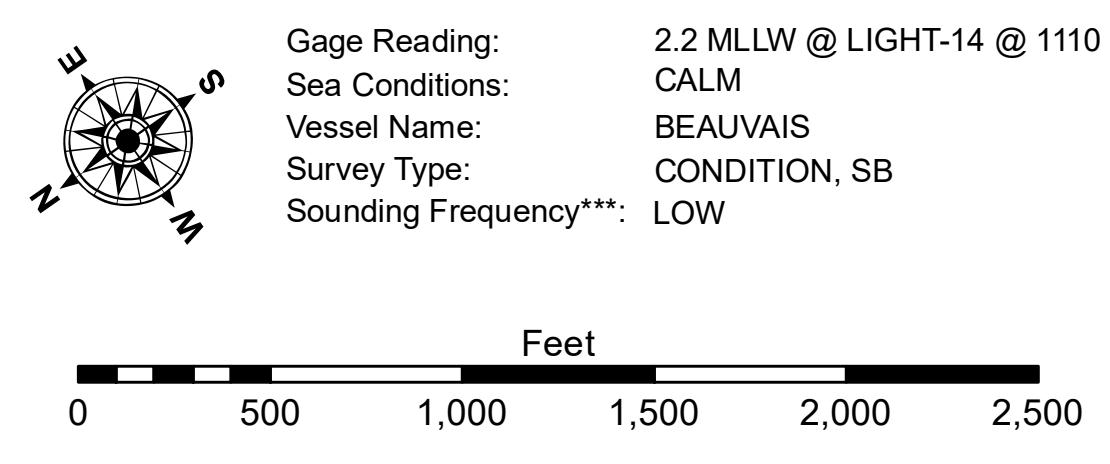 E
S
N
W
Gage Reading: 2.2 MLLW @ LIGHT-14 @ 1110
Sea Conditions: CALM
Vessel Name: BEAUVAIS
Survey Type: CONDITION, SB
Sounding Frequency***: LOW
Feet
0 500 1,000 1,500 2,000 2,500